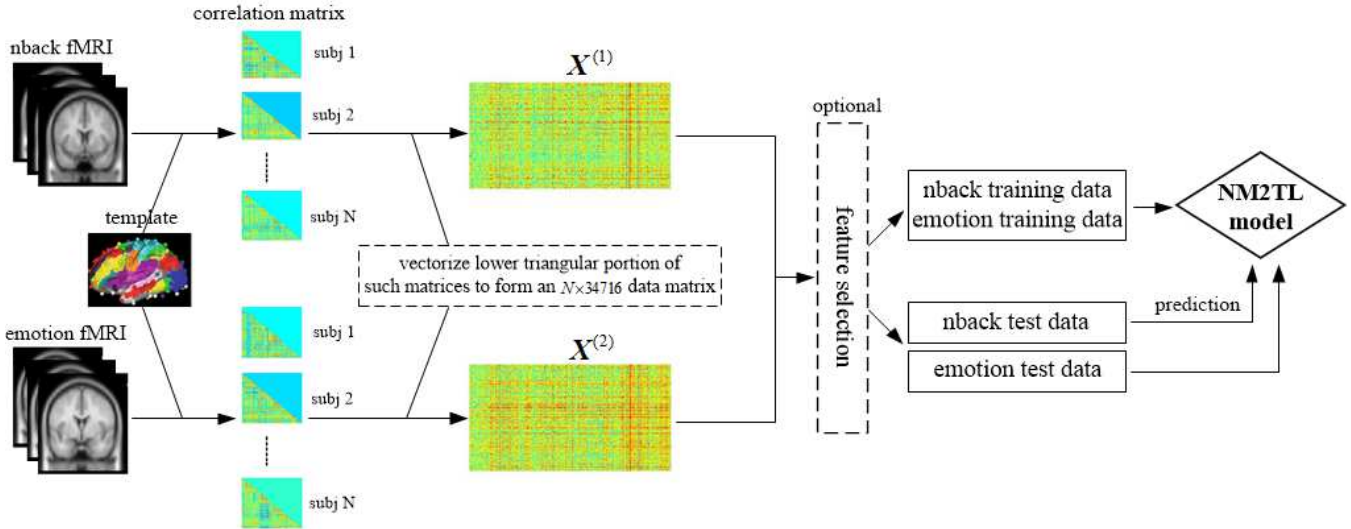 correlation matrix
nback fMRI
subj 1
subj 2
subj N
template
X(1)
vectorize lower triangular portion of
such matrices to form an N×34716 data matrix
emotion fMRI
subj 1
subj 2
subj N
X(2)
optional
feature selection
nback training data
emotion training data
NM2TL
model
nback test data
prediction
emotion test data